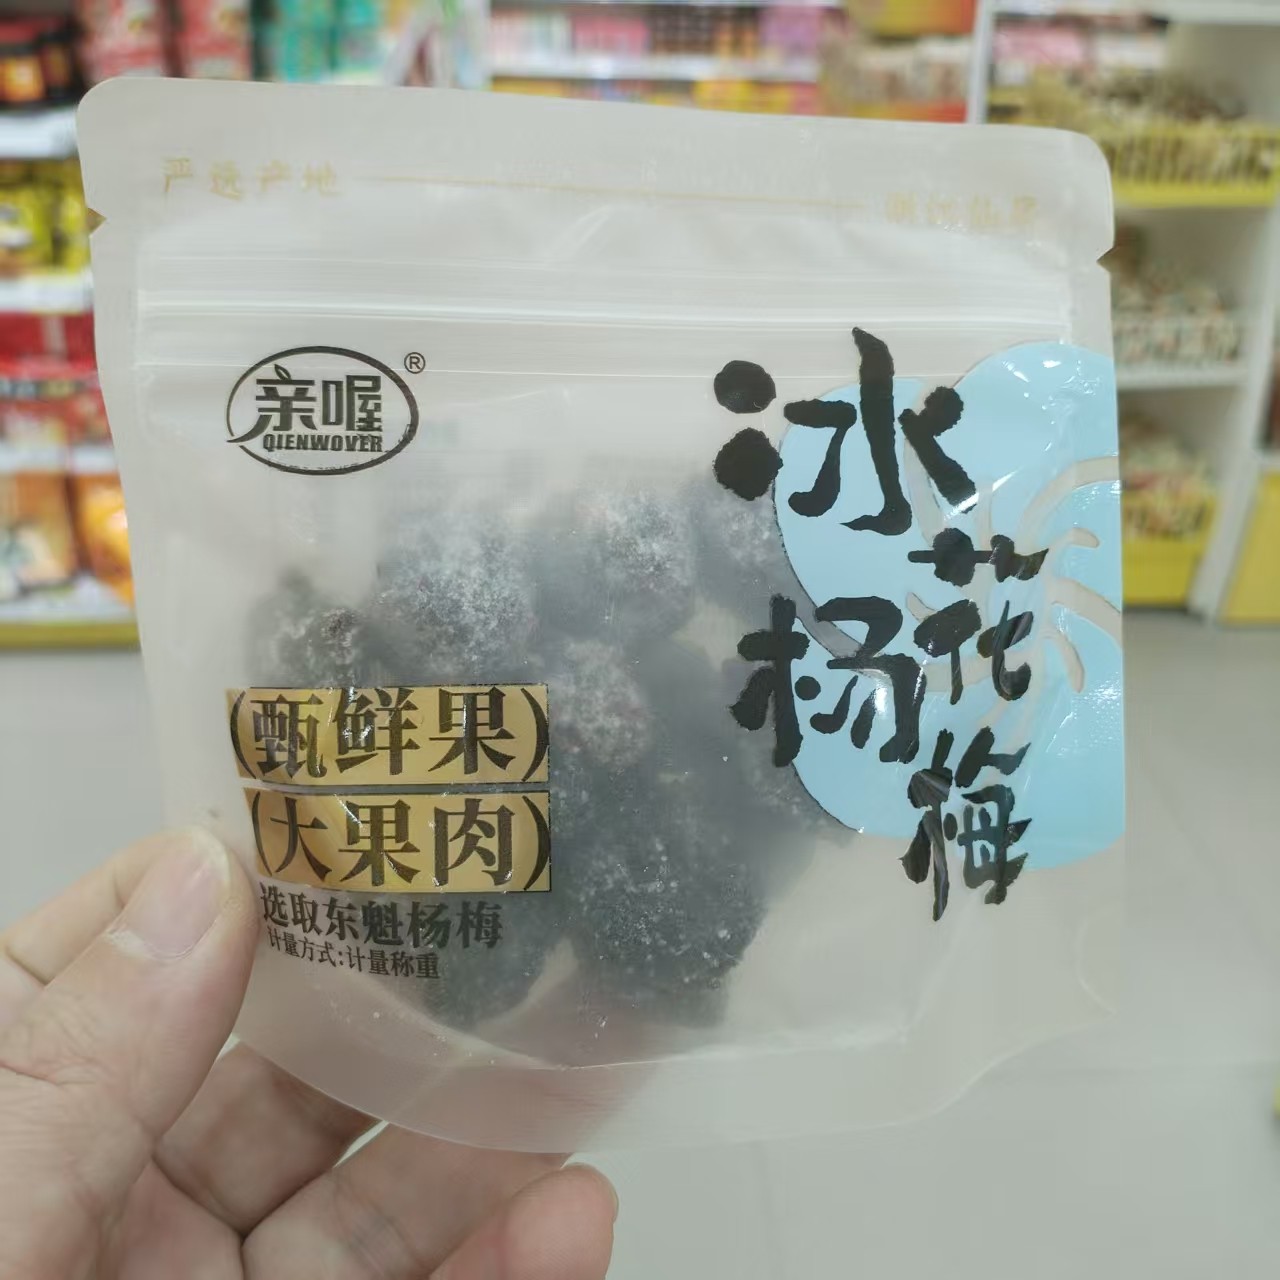 严选产地
亲喔
®
QIENWOVER
冰花杨梅
(甄鲜果)
(大果肉)
选取东魁杨梅
计量方式:计量称重